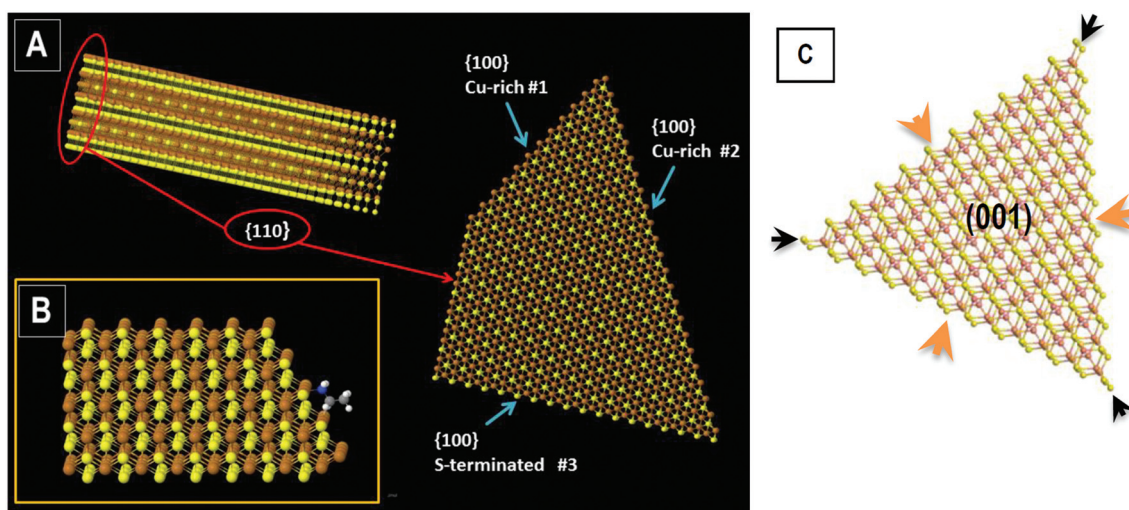 A
{100}
Cu-rich #1
{100}
Cu-rich #2
{110}
B
{100}
S-terminated #3
C
(001)